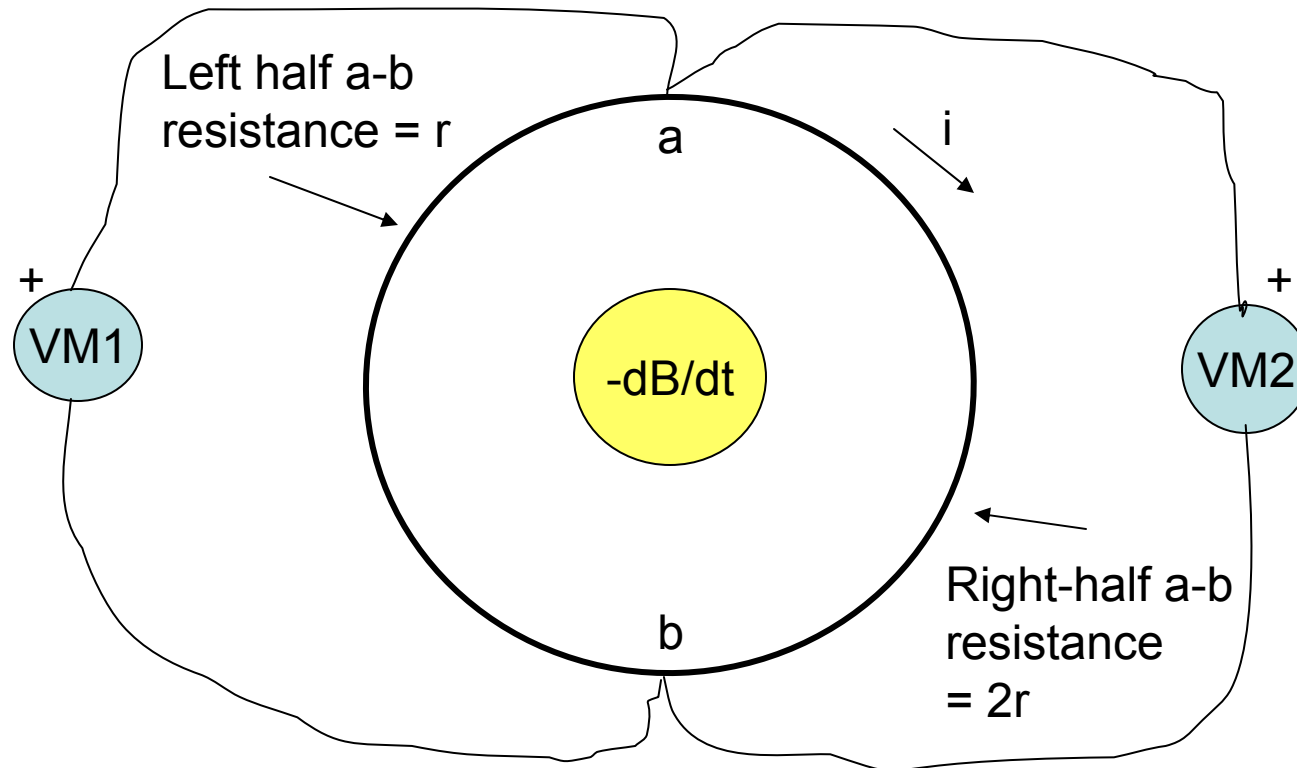 Left half a-b
resistance = r
a
i
+
VM1
-dB/dt
+
VM2
b
Right-half a-b
resistance
= 2r